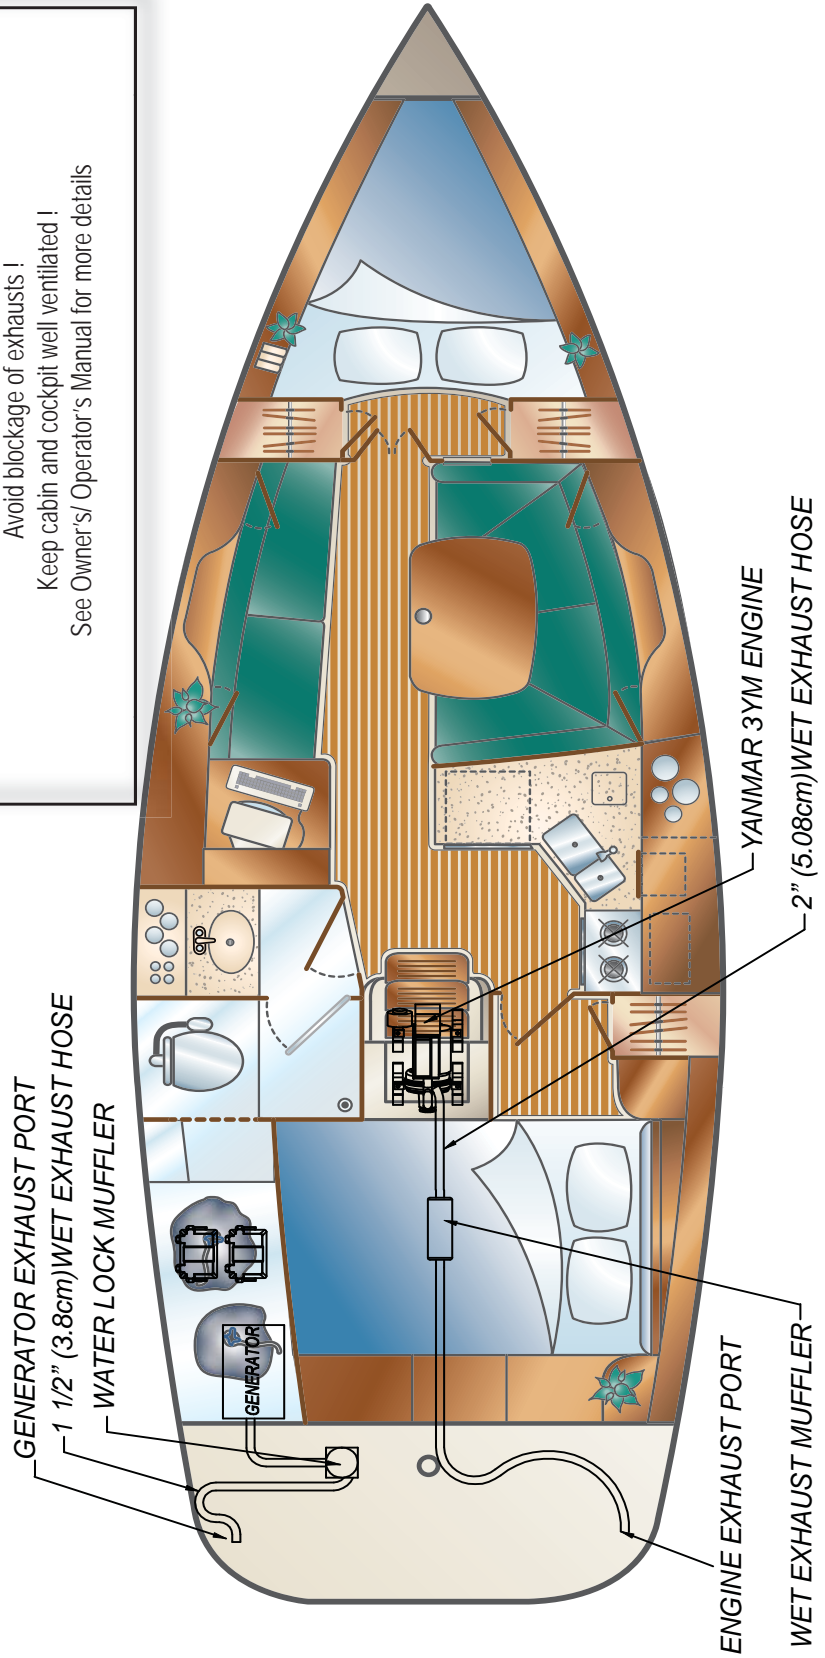 Avoid blockage of exhausts !
Keep cabin and cockpit well ventilated !
See Owner's/ Operator's Manual for more details
GENERATOR EXHAUST PORT
1 1/2” (3.8cm)WET EXHAUST HOSE
WATER LOCK MUFFLER
GENERATOR
YANMAR 3YM ENGINE
2” (5.08cm)WET EXHAUST HOSE
ENGINE EXHAUST PORT
WET EXHAUST MUFFLER